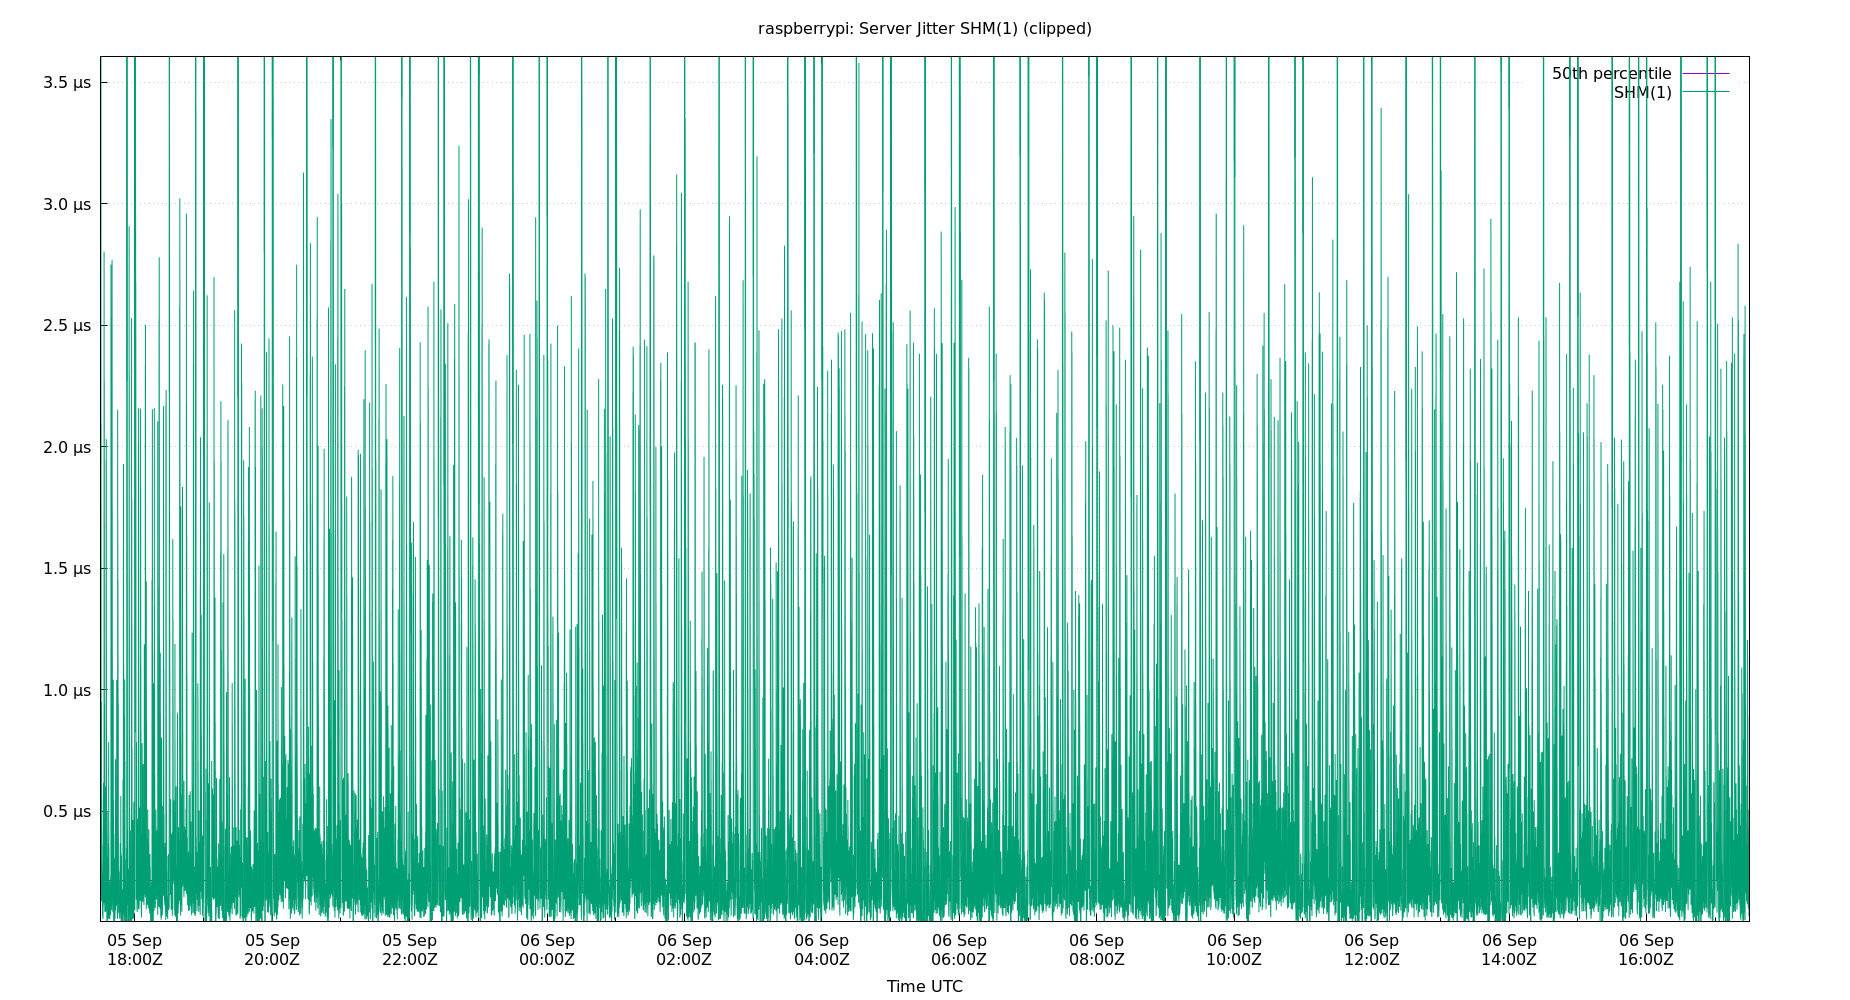 raspberrypi: Server Jitter SHM(1) (clipped)
50th percentile
SHM(1)
3.5 μs
3.0 μs
2.5 μs
2.0 μs
1.5 μs
1.0 μs
0.5 μs
05 Sep 05 Sep 05 Sep 06 Sep 06 Sep 06 Sep 06 Sep 06 Sep 06 Sep 06 Sep 06 Sep 06 Sep
18:00Z 20:00Z 22:00Z 00:00Z 02:00Z 04:00Z 06:00Z 08:00Z 10:00Z 12:00Z 14:00Z 16:00Z
Time UTC